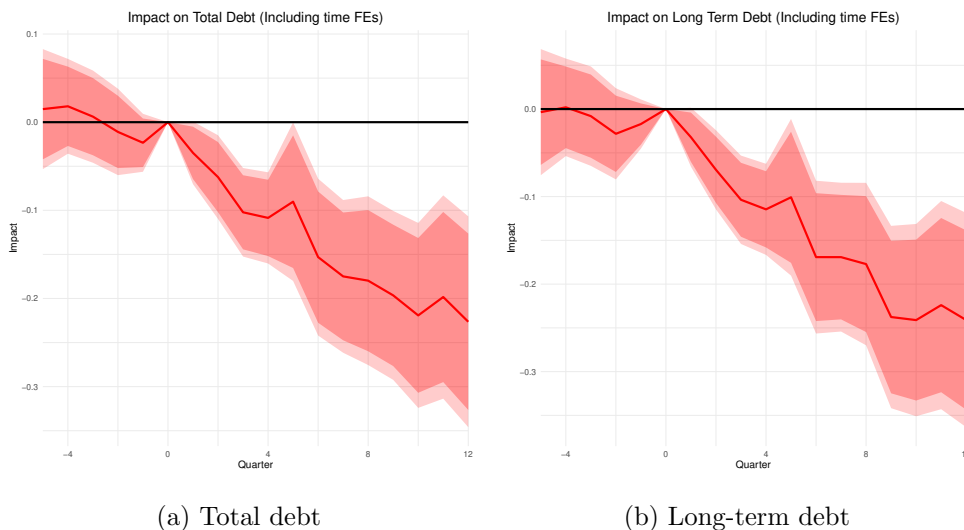 Impact on Total Debt (Including time FEs)
0.1
0.0
−0.1
−0.2
−0.3
Impact
−4
0
4
8
12
Quarter
(a) Total debt
Impact on Long Term Debt (Including time FEs)
0.0
−0.1
−0.2
−0.3
Impact
−4
0
4
8
1
Quarter
(b) Long-term debt